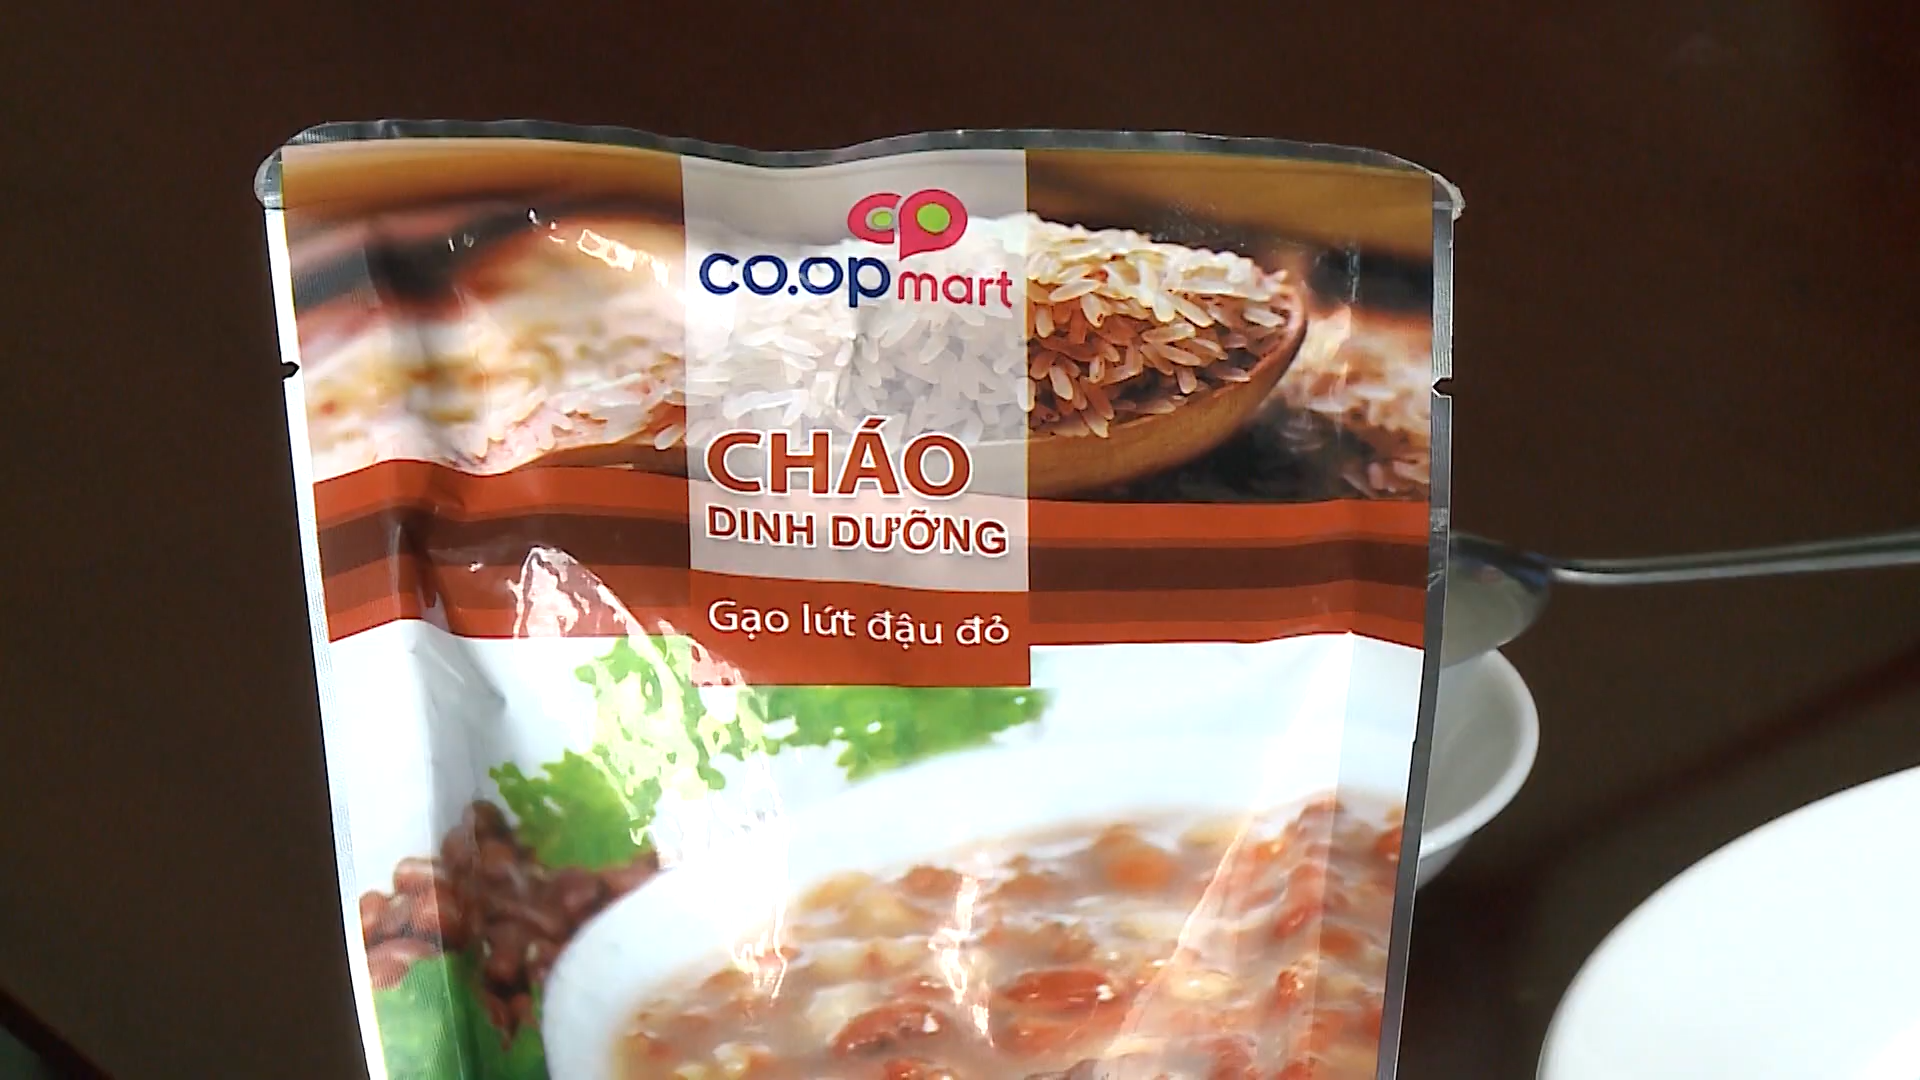 co.opmart
CHÁO
DINH DƯỠNG
Gạo lứt đậu đỏ